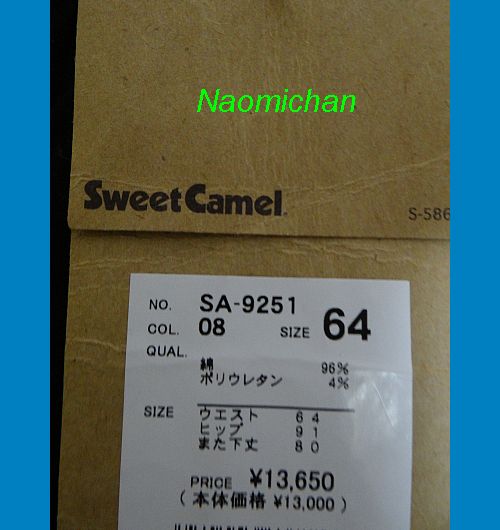 Naomichan
SweetCamel
S-586
NO. SA-9251
COL. 08 SIZE 64
QUAL.
綿 96%
ポリウレタン 4%
SIZE ウエスト 64
ヒップ 91
また下丈 80
PRICE ¥13,650
(本体価格 ¥13,000)